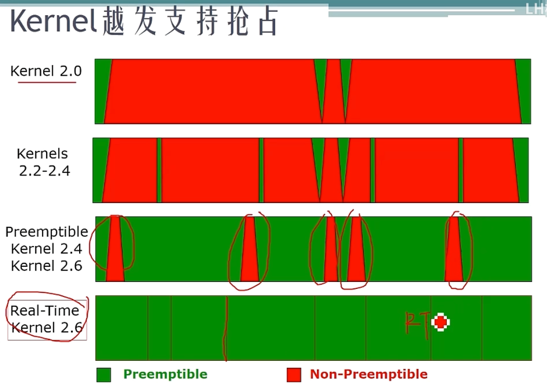 Kernel越发支持抢占
LH
Kernel 2.0
Kernels
2.2-2.4
Preemptible
Kernel 2.4
Kernel 2.6
Real-Time
Kernel 2.6
RT
Preemptible
Non-Preemptible